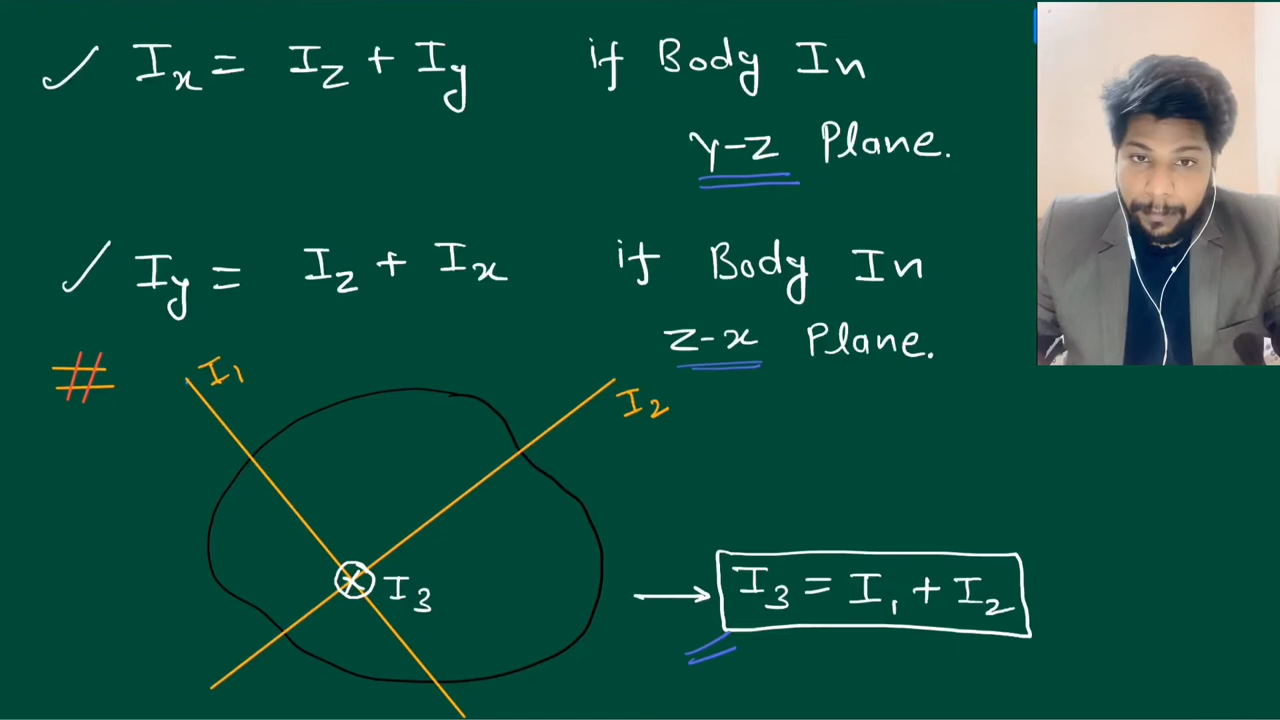 ✓ Ix = Iz + Iy if Body In
Y-Z Plane.
✓ Iy = Iz + Ix if Body In
Z-x Plane.
#
I1
I2
I3
→ I3 = I1 + I2